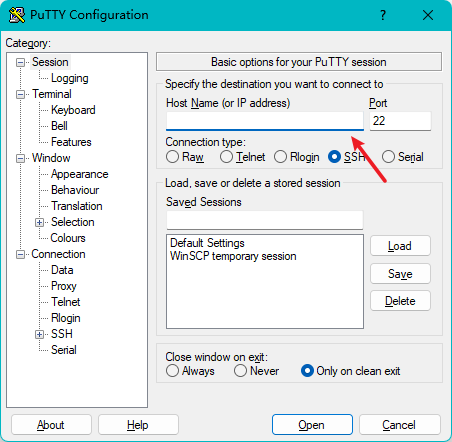 PuTTY Configuration
?
Category:
Session
Logging
Terminal
Keyboard
Bell
Features
Window
Appearance
Behaviour
Translation
Selection
Colours
Connection
Data
Proxy
Telnet
Rlogin
SSH
Serial
Basic options for your PuTTY session
Specify the destination you want to connect to
Host Name (or IP address) Port
22
Connection type:
Raw Telnet Rlogin SSH Serial
Load, save or delete a stored session
Saved Sessions
Default Settings
WinSCP temporary session
Load
Save
Delete
Close window on exit:
Always Never Only on clean exit
About Help Open Cancel